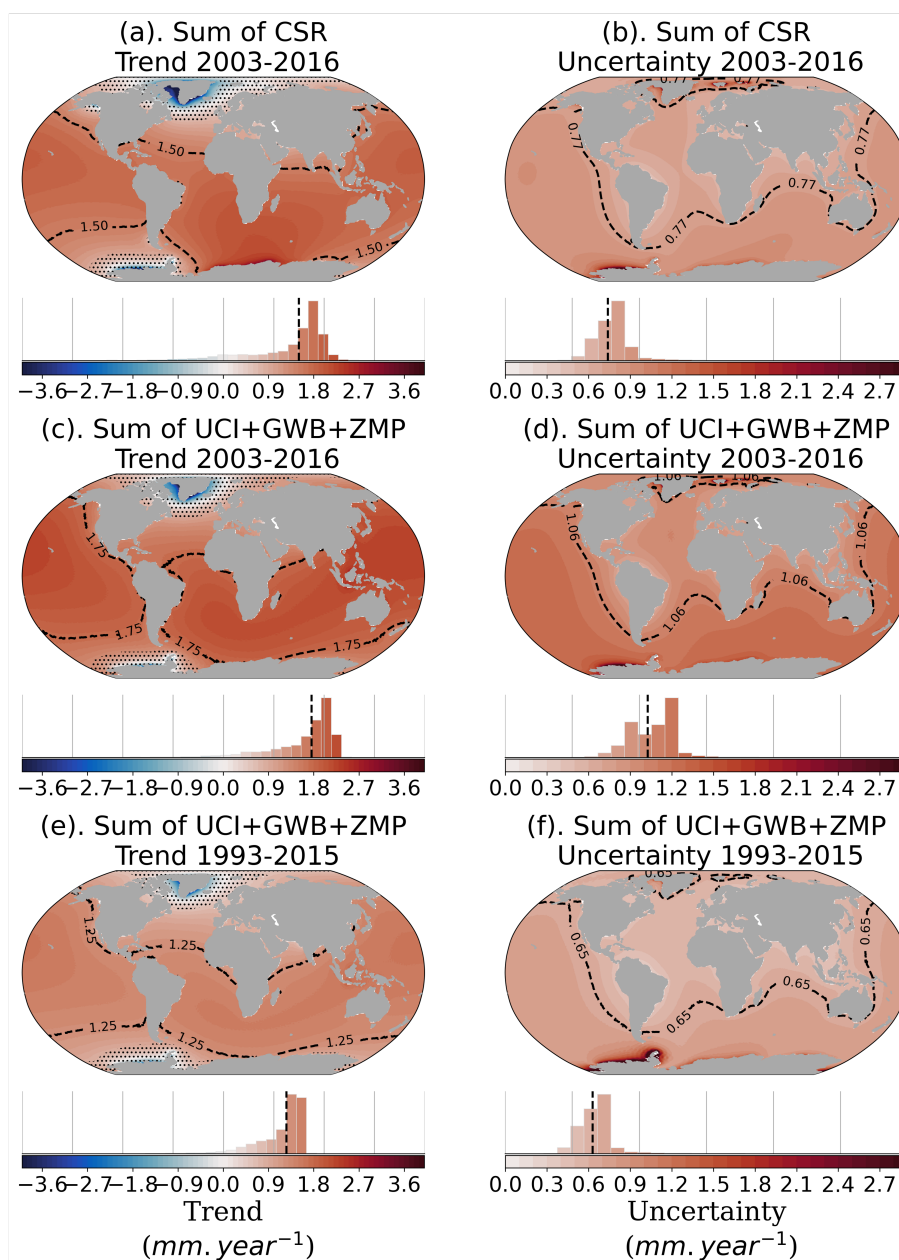 (a). Sum of CSR
Trend 2003-2016
(b). Sum of CSR
Uncertainty 2003-2016
1.50
1.50
1.50
0.77
0.77
0.77
0.77
0.77
0.77
−3.6 −2.7 −1.8 −0.9 0.0 0.9 1.8 2.7 3.6
0.0 0.3 0.6 0.9 1.2 1.5 1.8 2.1 2.4 2.7
(c). Sum of UCI+GWB+ZMP
Trend 2003-2016
(d). Sum of UCI+GWB+ZMP
Uncertainty 2003-2016
1.75
1.75
1.75
1.75
1.06
1.06
1.06
1.06
1.06
1.06
−3.6 −2.7 −1.8 −0.9 0.0 0.9 1.8 2.7 3.6
0.0 0.3 0.6 0.9 1.2 1.5 1.8 2.1 2.4 2.7
(e). Sum of UCI+GWB+ZMP
Trend 1993-2015
(f). Sum of UCI+GWB+ZMP
Uncertainty 1993-2015
1.25
1.25
1.25
1.25
1.25
0.65
0.65
0.65
0.65
0.65
−3.6 −2.7 −1.8 −0.9 0.0 0.9 1.8 2.7 3.6
0.0 0.3 0.6 0.9 1.2 1.5 1.8 2.1 2.4 2.7
Trend
(mm.year⁻¹)
Uncertainty
(mm.year⁻¹)